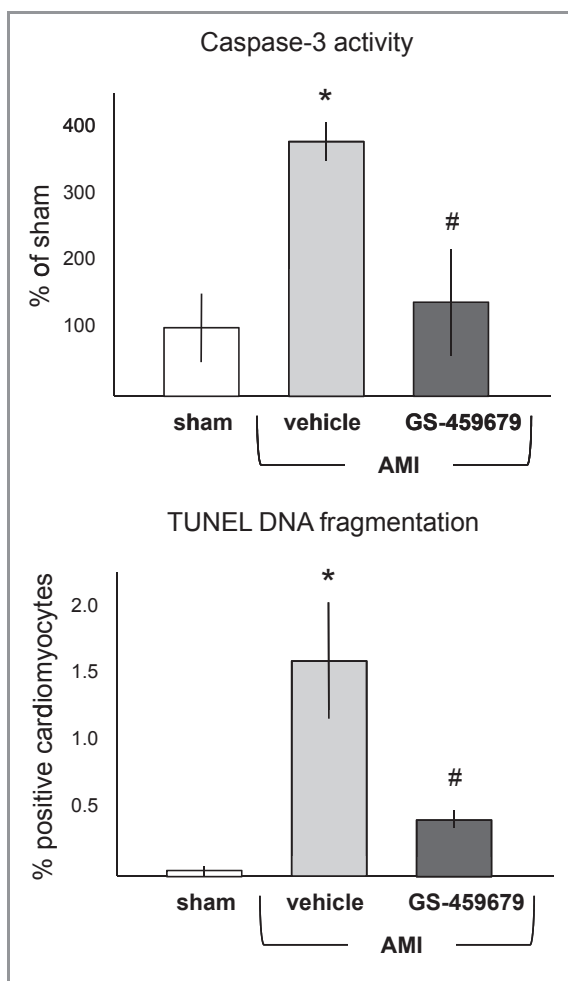 Caspase-3 activity
*
400
300
#
200
100
% of sham
sham vehicle GS-459679
AMI
TUNEL DNA fragmentation
*
2.0
1.5
1.0
#
0.5
% positive cardiomyocytes
sham vehicle GS-459679
AMI